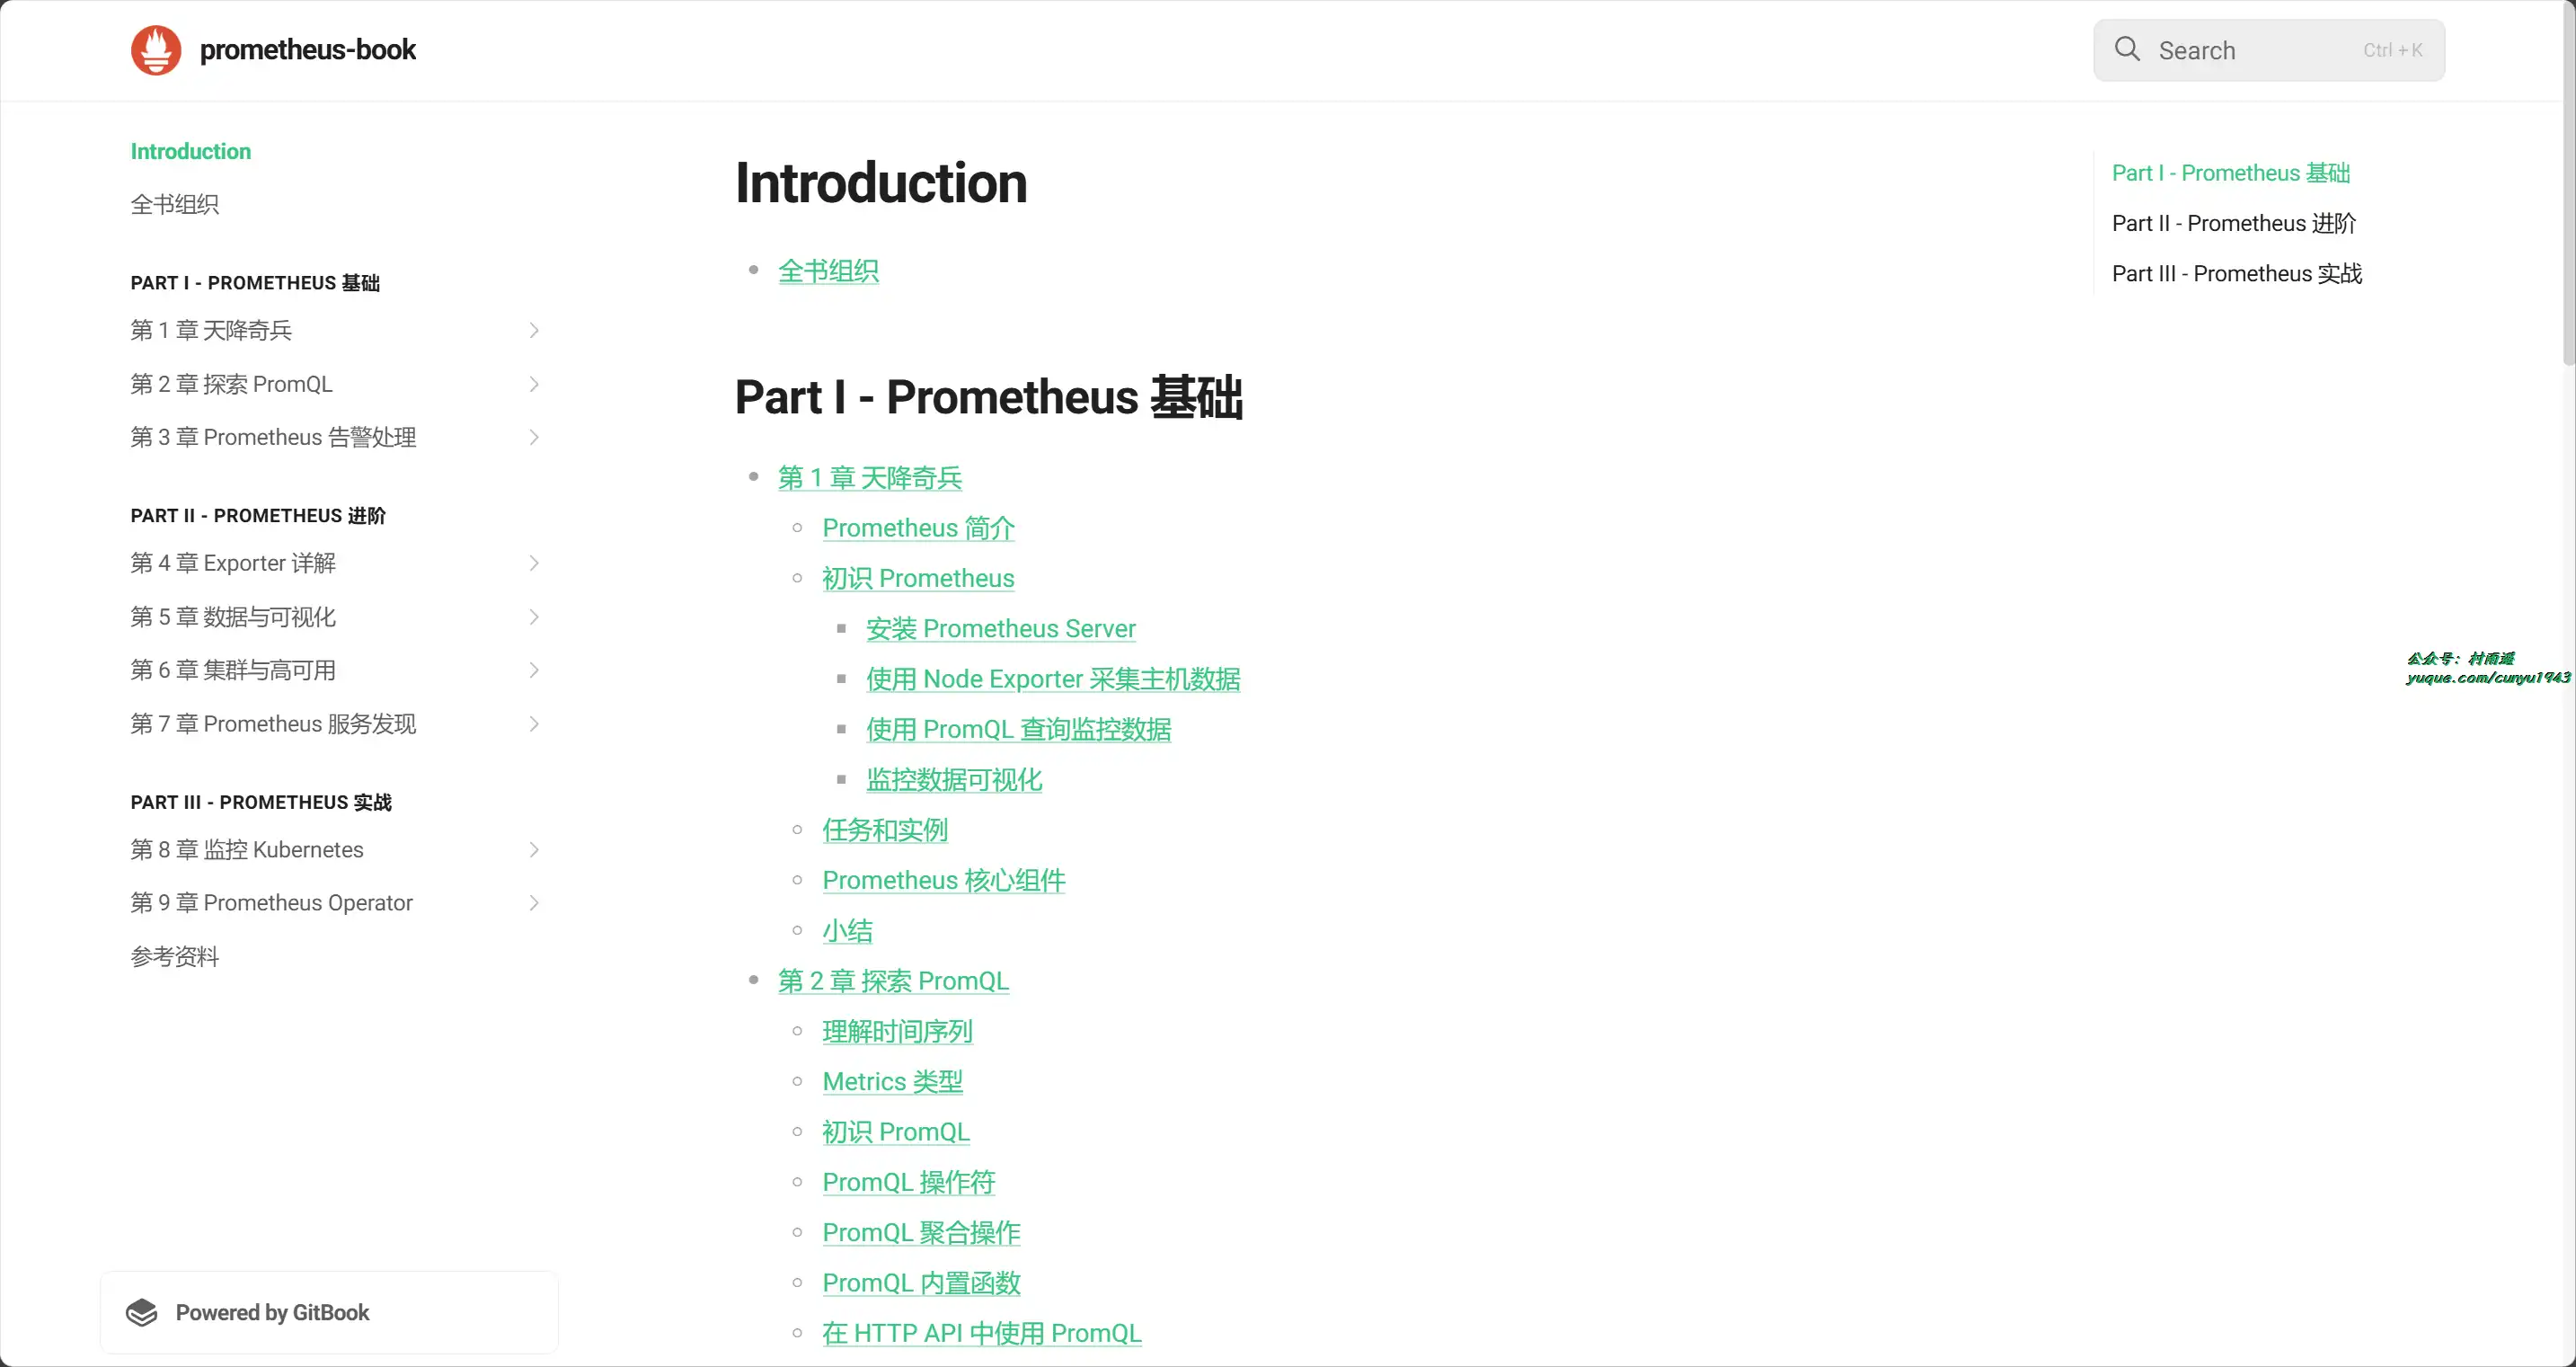 prometheus-book
Search
Ctrl + K
Introduction
全书组织
PART I - PROMETHEUS 基础
第 1 章 天降奇兵
第 2 章 探索 PromQL
第 3 章 Prometheus 告警处理
PART II - PROMETHEUS 进阶
第 4 章 Exporter 详解
第 5 章 数据与可视化
第 6 章 集群与高可用
第 7 章 Prometheus 服务发现
PART III - PROMETHEUS 实战
第 8 章 监控 Kubernetes
第 9 章 Prometheus Operator
参考资料
Powered by GitBook
Introduction
全书组织
Part I - Prometheus 基础
第 1 章 天降奇兵
Prometheus 简介
初识 Prometheus
安装 Prometheus Server
使用 Node Exporter 采集主机数据
使用 PromQL 查询监控数据
监控数据可视化
任务和实例
Prometheus 核心组件
小结
第 2 章 探索 PromQL
理解时间序列
Metrics 类型
初识 PromQL
PromQL 操作符
PromQL 聚合操作
PromQL 内置函数
在 HTTP API 中使用 PromQL
Part I - Prometheus 基础
Part II - Prometheus 进阶
Part III - Prometheus 实战
公众号：村雨遥
yuque.com/cunyu1943